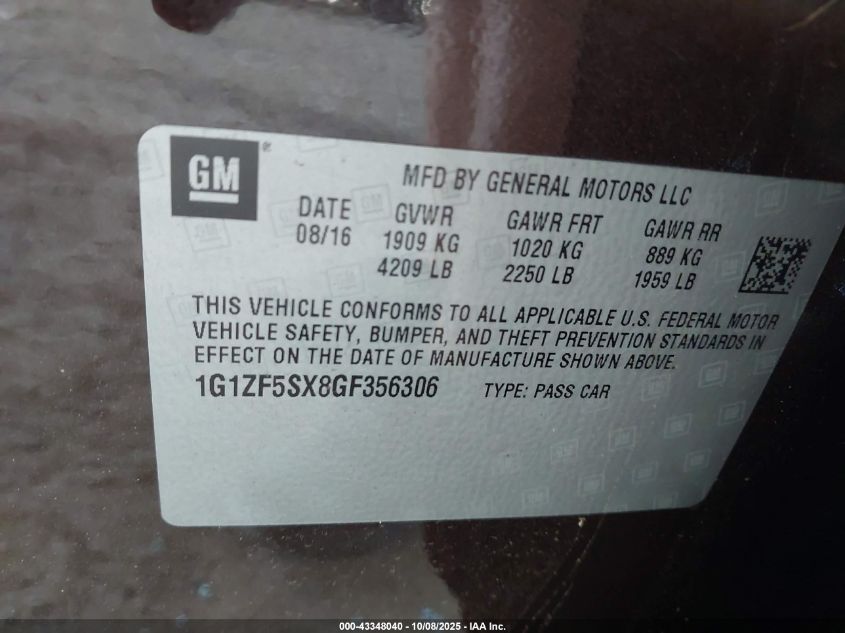 GM®
MFD BY GENERAL MOTORS LLC
DATE GVWR GAWR FRT GAWR RR
08/16 1909 KG 1020 KG 889 KG
4209 LB 2250 LB 1959 LB
THIS VEHICLE CONFORMS TO ALL APPLICABLE U.S. FEDERAL MOTOR
VEHICLE SAFETY, BUMPER, AND THEFT PREVENTION STANDARDS IN
EFFECT ON THE DATE OF MANUFACTURE SHOWN ABOVE.
1G1ZF5SX8GF356306 TYPE: PASS CAR
000-43348040 - 10/08/2025 - IAA Inc.